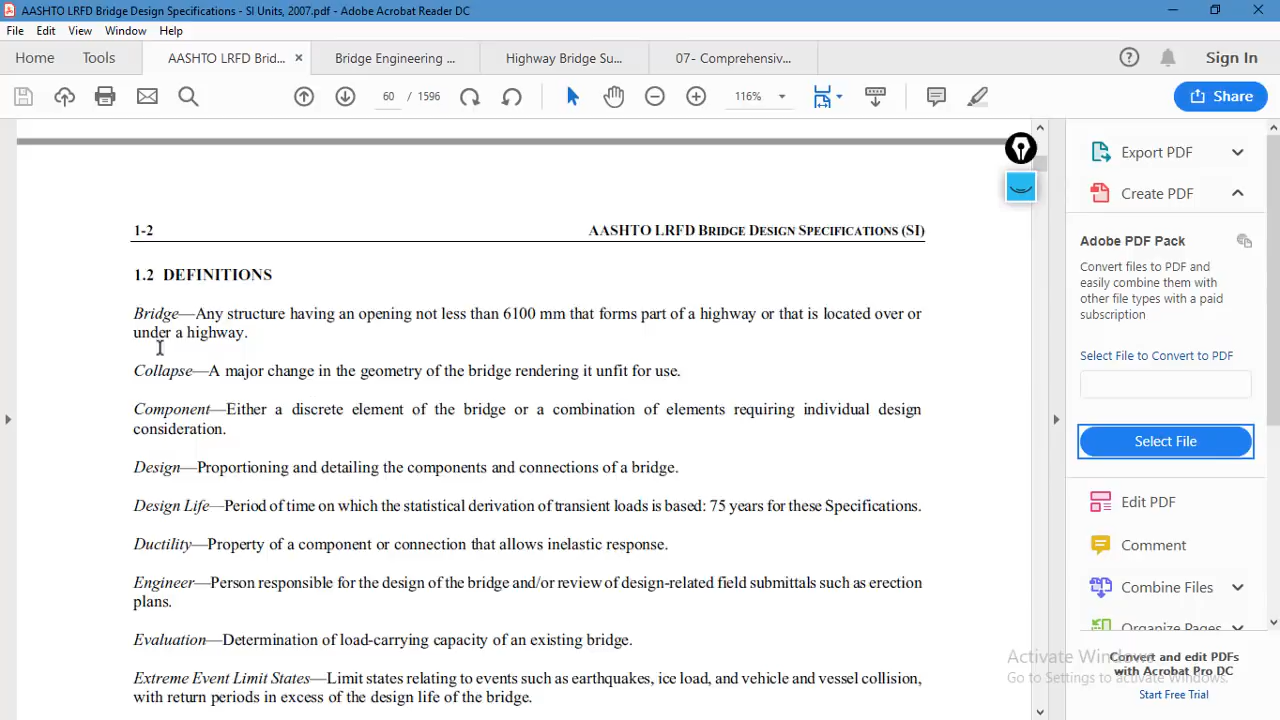 AASHTO LRFD Bridge Design Specifications - SI Units, 2007.pdf - Adobe Acrobat Reader DC
File Edit View Window Help
Home Tools AASHTO LRFD Brid... × Bridge Engineering ... Highway Bridge Su... 07- Comprehensiv... Sign In
60 / 1596 116% Share
1-2 AASHTO LRFD BRIDGE DESIGN SPECIFICATIONS (SI)
1.2 DEFINITIONS
Bridge—Any structure having an opening not less than 6100 mm that forms part of a highway or that is located over or
under a highway.
Collapse—A major change in the geometry of the bridge rendering it unfit for use.
Component—Either a discrete element of the bridge or a combination of elements requiring individual design
consideration.
Design—Proportioning and detailing the components and connections of a bridge.
Design Life—Period of time on which the statistical derivation of transient loads is based: 75 years for these Specifications.
Ductility—Property of a component or connection that allows inelastic response.
Engineer—Person responsible for the design of the bridge and/or review of design-related field submittals such as erection
plans.
Evaluation—Determination of load-carrying capacity of an existing bridge.
Extreme Event Limit States—Limit states relating to events such as earthquakes, ice load, and vehicle and vessel collision,
with return periods in excess of the design life of the bridge.
Export PDF
Create PDF
Adobe PDF Pack
Convert files to PDF and
easily combine them with
other file types with a paid
subscription
Select File to Convert to PDF
Select File
Edit PDF
Comment
Combine Files
Organize Pages
Convert and edit PDFs
with Acrobat Pro DC
Start Free Trial
Activate Windows
Go to Settings to activate Windows.